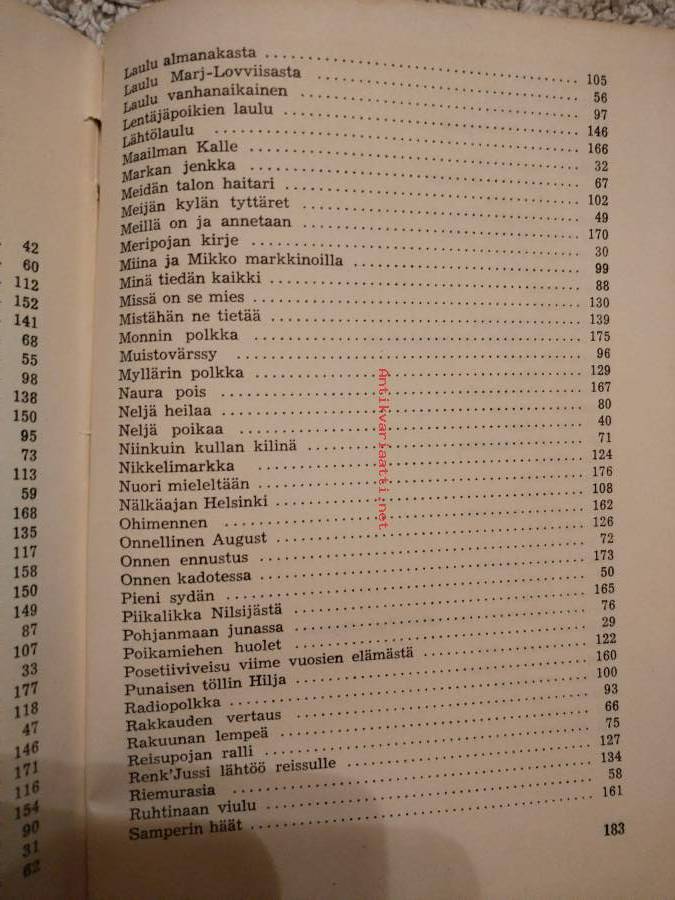 42
60
112
152
141
68
55
98
138
150
95
73
113
59
168
135
117
158
150
149
87
107
33
177
118
47
146
171
116
154
90
31
62
Laulu almanakasta 105
Laulu Marj-Lovviisasta 56
Laulu vanhanaikainen 97
Lentäjäpoikien laulu 146
Lähtölaulu 166
Maailman Kalle 32
Markan jenkka 67
Meidän talon haitari 102
Meijän kylän tyttäret 49
Meillä on ja annetaan 170
Meripojan kirje 30
Miina ja Mikko markkinoilla 99
Minä tiedän kaikki 88
Missä on se mies 130
Mistähän ne tietää 139
Monnin polkka 175
Muistovärssy 96
Myllärin polkka 129
Naura pois 167
Neljä heilaa 80
Neljä poikaa 40
Niinkuin kullan kilinä 71
Nikkelimarkka 124
Nuori mieleltään 176
Nälkäajan Helsinki 108
Ohimennen 162
Onnellinen August 126
Onnen ennustus 72
Onnen kadotessa 173
Pieni sydän 50
Piikalikka Nilsijästä 165
Pohjanmaan junassa 76
Poikamiehen huolet 29
Posetiiviveisu viime vuosien elämästä 122
Punaisen töllin Hilja 160
Radiopolkka 100
Rakkauden vertaus 93
Rakuunan lempeä 66
Reisupojan ralli 75
Renk'Jussi lähtöö reissulle 127
Riemurasia 134
Ruhtinaan viulu 58
Samperin häät 161
183
Antikvariaatti.net